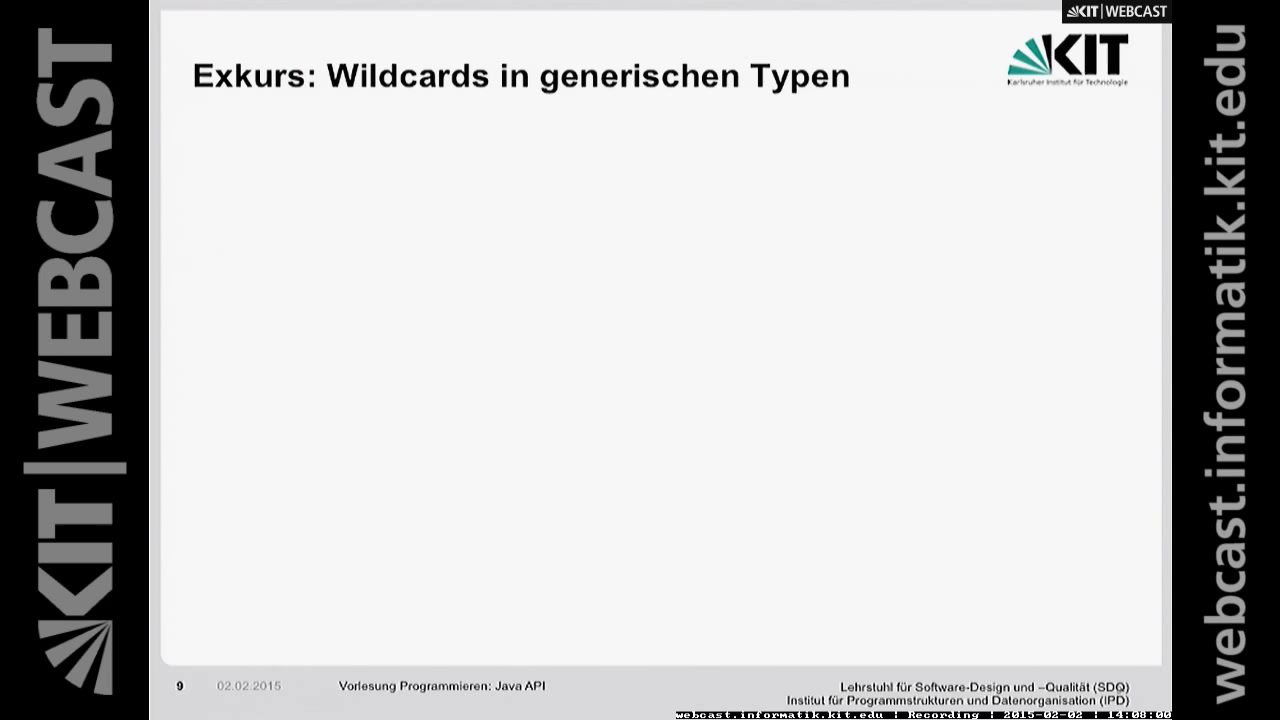 KIT | WEBCAST
Exkurs: Wildcards in generischen Typen
KIT
Karlsruher Institut für Technologie
9 02.02.2015 Vorlesung Programmieren: Java API
Lehrstuhl für Software-Design und –Qualität (SDQ)
Institut für Programmstrukturen und Datenorganisation (IPD)
webcast.informatik.kit.edu | Recording | 2015-02-02 | 14:08:00
KIT | WEBCAST
webcast.informatik.kit.edu